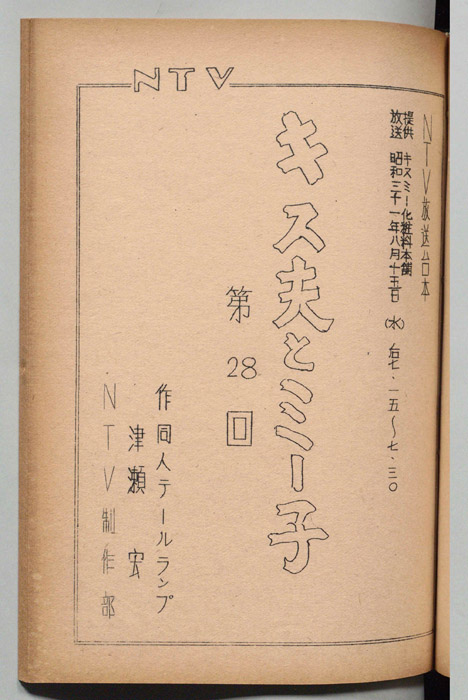 NTV
NTV放送台本
提供 キスミー化粧料本舗
放送 昭和三十一年八月十五日(水)后七・一五〜七・三〇
キス夫とミー子
第28回
作 同人テールランプ
津瀬 宏
NTV制作部